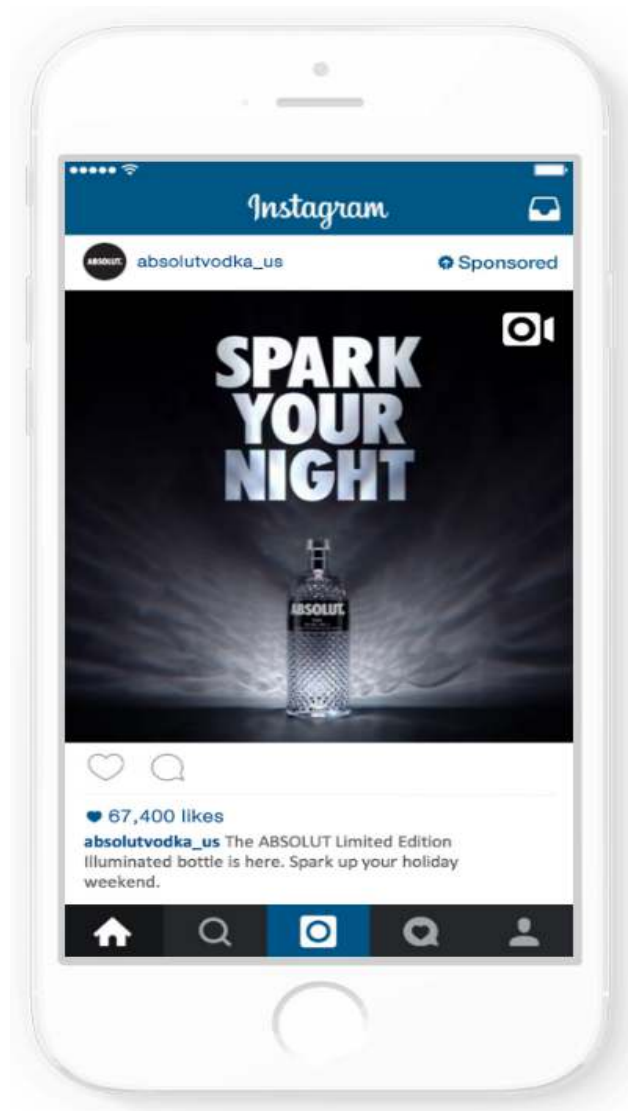 Instagram
ABSOLUT.
absolutvodka_us
Sponsored
SPARK
YOUR
NIGHT
ABSOLUT.
67,400 likes
absolutvodka_us The ABSOLUT Limited Edition
Illuminated bottle is here. Spark up your holiday
weekend.